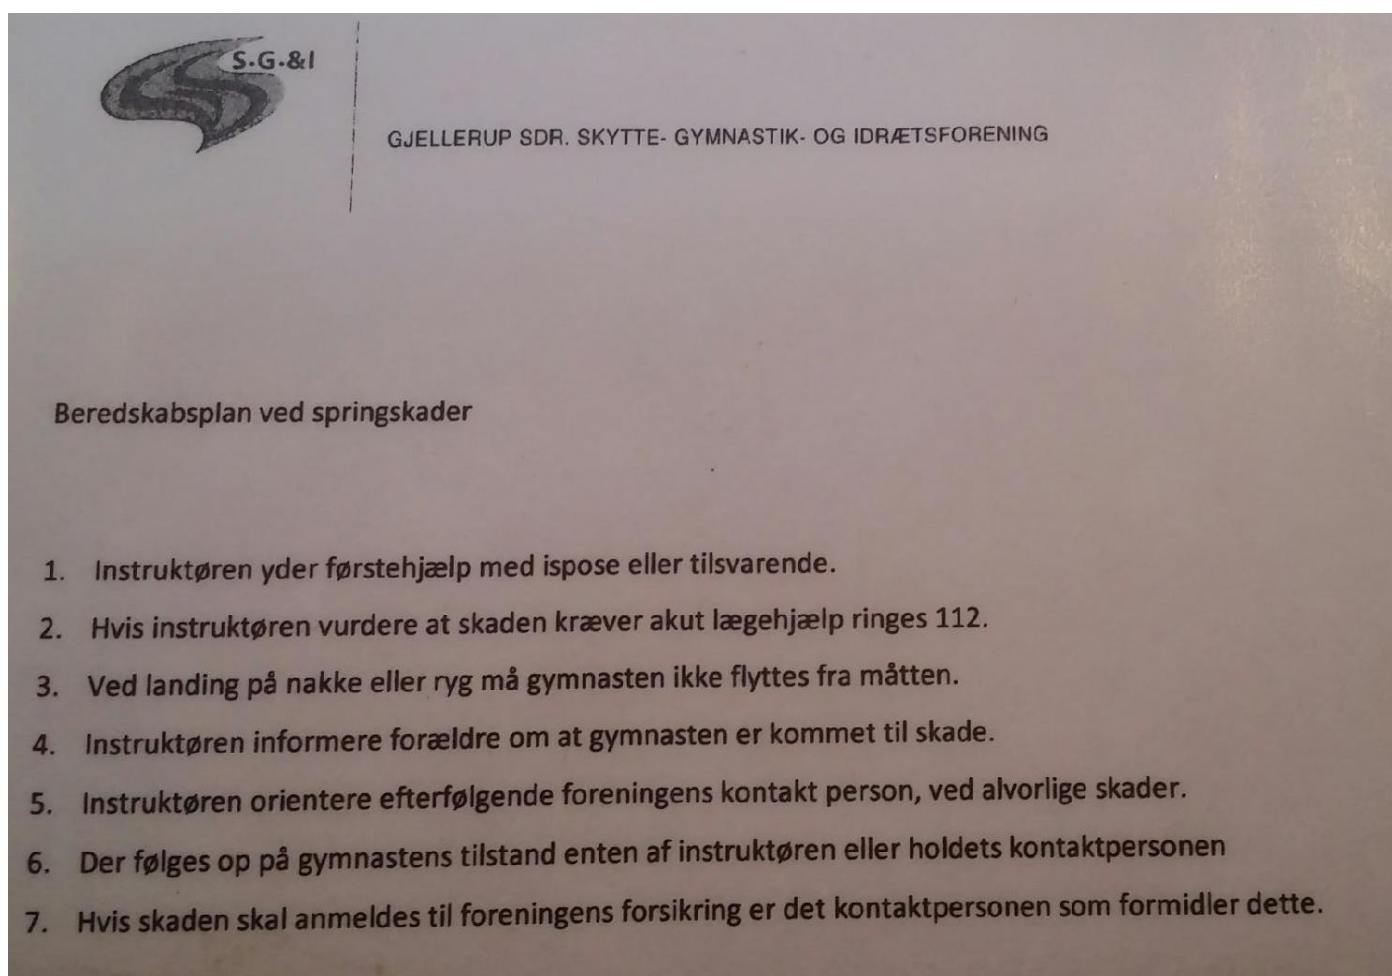 S.G.&I
GJELLERUP SDR. SKYTTE- GYMNASTIK- OG IDRÆTSFORENING
Beredskabsplan ved springskader
1. Instruktøren yder førstehjælp med ispose eller tilsvarende.
2. Hvis instruktøren vurdere at skaden kræver akut lægehjælp ringes 112.
3. Ved landing på nakke eller ryg må gymnasten ikke flyttes fra måtten.
4. Instruktøren informere forældre om at gymnasten er kommet til skade.
5. Instruktøren orientere efterfølgende foreningens kontakt person, ved alvorlige skader.
6. Der følges op på gymnastens tilstand enten af instruktøren eller holdets kontaktpersonen
7. Hvis skaden skal anmeldes til foreningens forsikring er det kontaktpersonen som formidler dette.